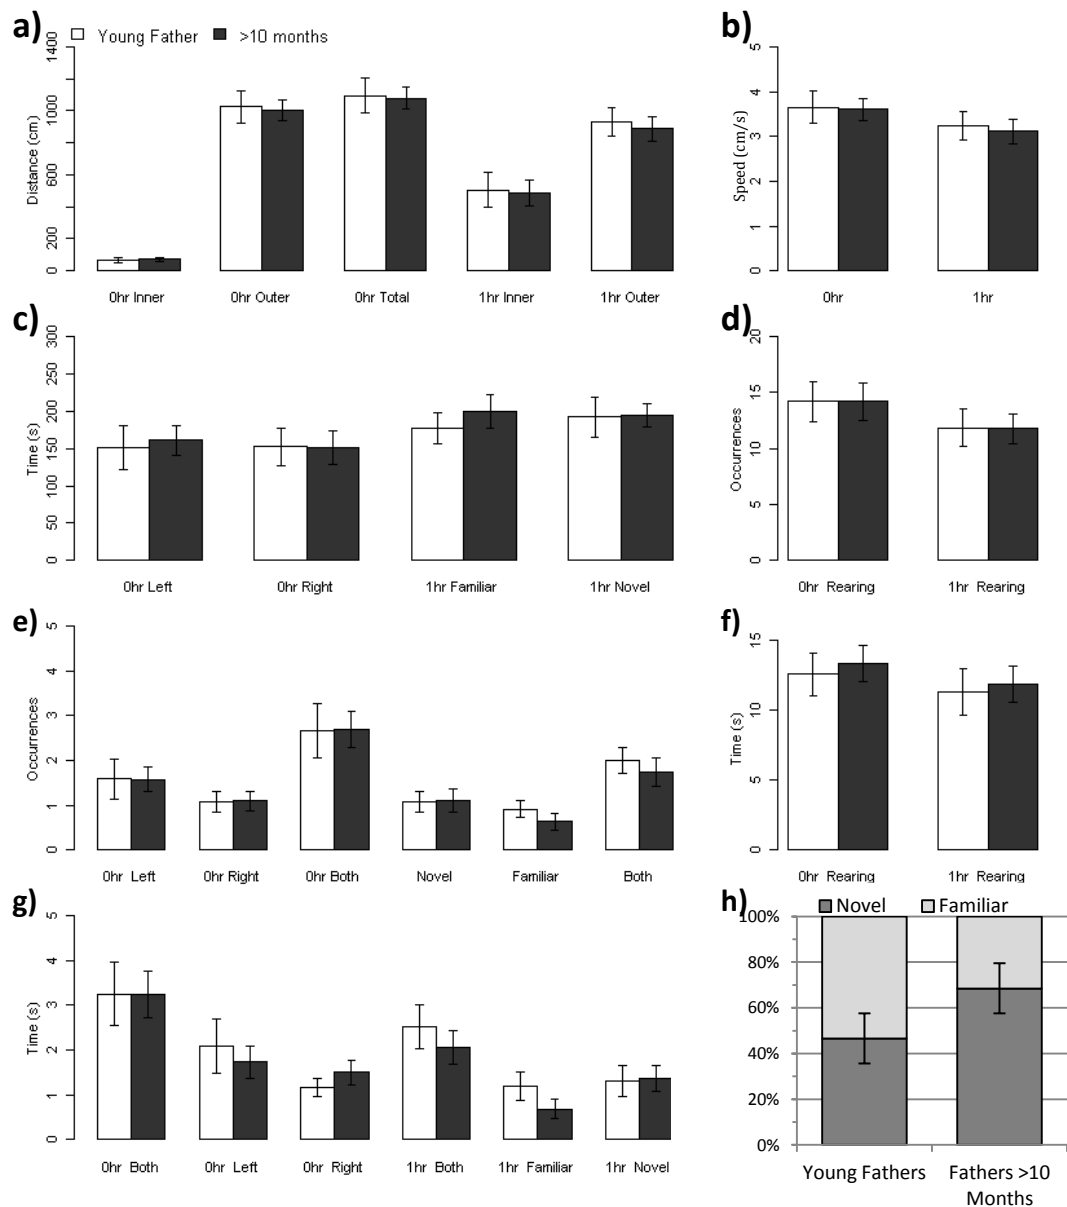 a)
Young Father >10 months
Distance (cm)
0 200 600 1000 1400
0hr Inner 0hr Outer 0hr Total 1hr Inner 1hr Outer
b)
Speed (cm/s)
0 1 2 3 4 5
0hr 1hr
c)
Time (s)
0 50 100 150 200 250 300
0hr Left 0hr Right 1hr Familiar 1hr Novel
d)
Occurrences
0 5 10 15 20
0hr Rearing 1hr Rearing
e)
Occurrences
0 1 2 3 4 5
0hr Left 0hr Right 0hr Both Novel Familiar Both
f)
Time (s)
0 5 10 15
0hr Rearing 1hr Rearing
g)
Time (s)
0 1 2 3 4 5
0hr Both 0hr Left 0hr Right 1hr Both 1hr Familiar 1hr Novel
h)
Novel Familiar
100%
80%
60%
40%
20%
0%
Young Fathers Fathers >10
Months